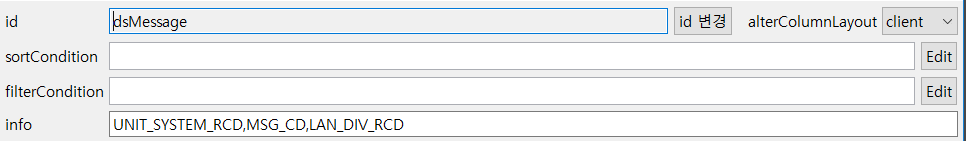 id dsMessage id 변경 alterColumnLayout client
sortCondition Edit
filterCondition Edit
info UNIT_SYSTEM_RCD,MSG_CD,LAN_DIV_RCD